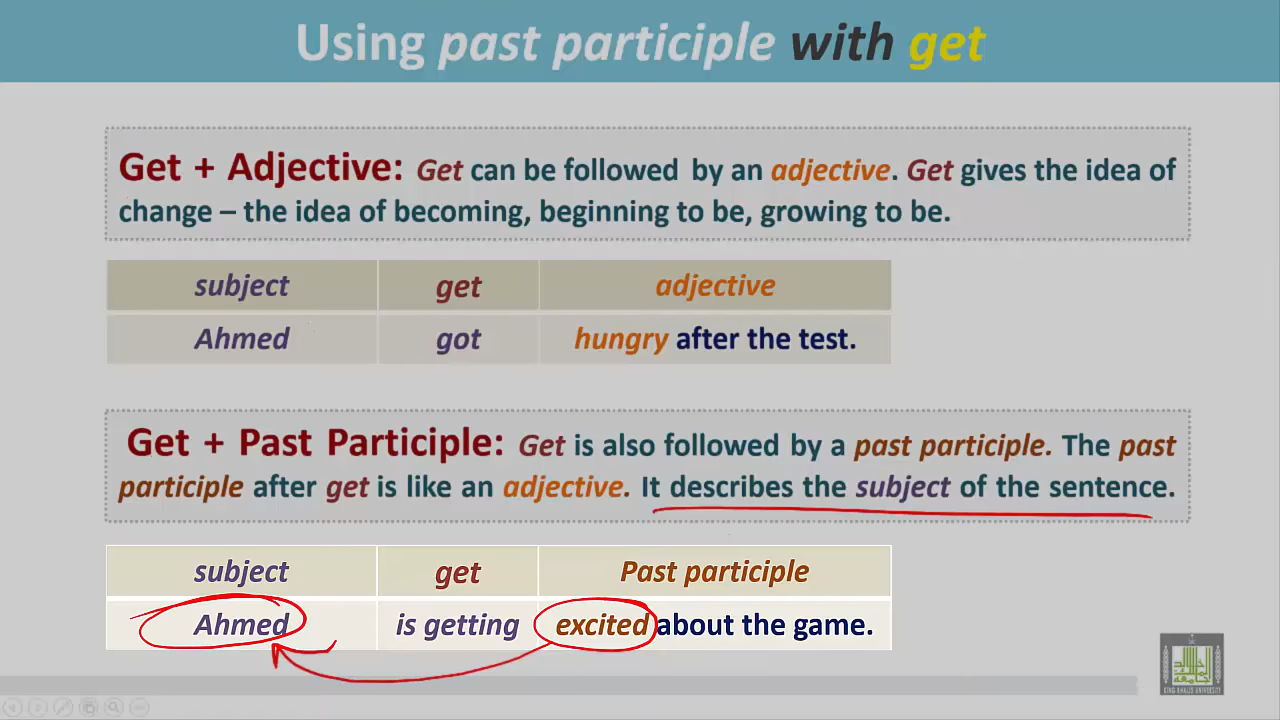 Using past participle with get
Get + Adjective: Get can be followed by an adjective. Get gives the idea of
change – the idea of becoming, beginning to be, growing to be.
subject get adjective
Ahmed got hungry after the test.
Get + Past Participle: Get is also followed by a past participle. The past
participle after get is like an adjective. It describes the subject of the sentence.
subject get Past participle
Ahmed is getting excited about the game.
KING KHALID UNIVERSITY